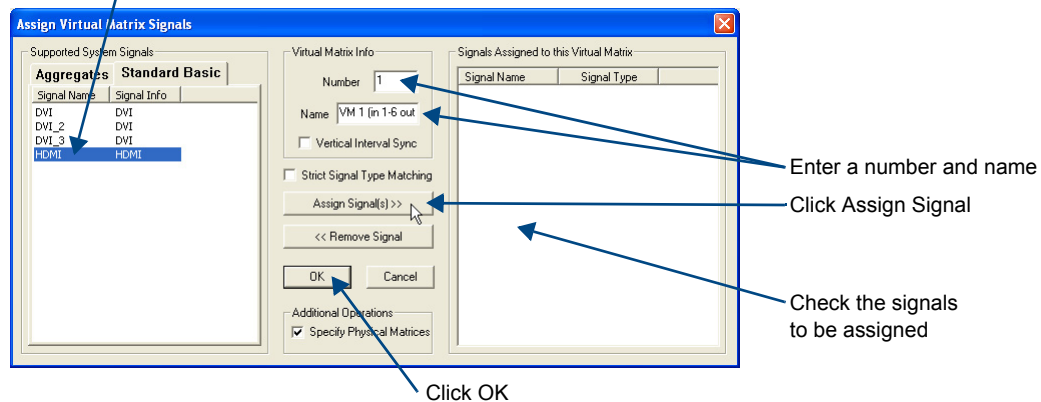 Assign Virtual Matrix Signals
Supported System Signals
Aggregates Standard Basic
Signal Name Signal Info
DVI DVI
DVI_2 DVI
DVI_3 DVI
HDMI HDMI
Virtual Matrix Info
Number 1
Name VM 1 (in 1-6 out
Vertical Interval Sync
Strict Signal Type Matching
Assign Signal(s) >>
<< Remove Signal
OK Cancel
Additional Operations
Specify Physical Matrices
Signals Assigned to this Virtual Matrix
Signal Name Signal Type
Enter a number and name
Click Assign Signal
Check the signals
to be assigned
Click OK